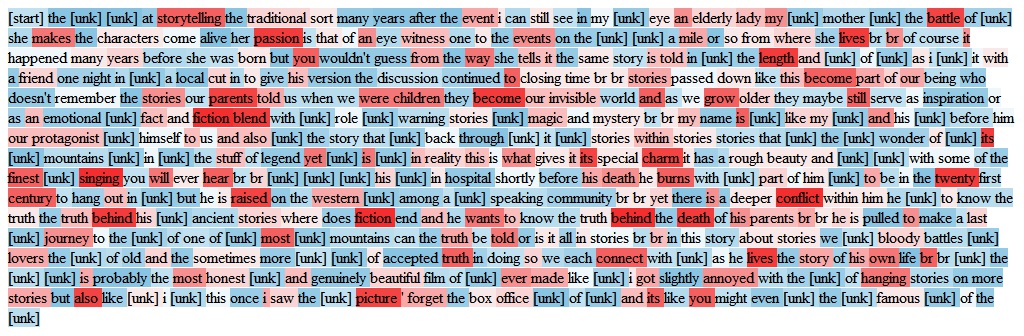 [start] the [unk] [unk] at storytelling the traditional sort many years after the event i can still see in my [unk] eye an elderly lady my [unk] mother [unk] the battle of [unk]
she makes the characters come alive her passion is that of an eye witness one to the events on the [unk] [unk] a mile or so from where she lives br br of course it
happened many years before she was born but you wouldn't guess from the way she tells it the same story is told in [unk] the length and [unk] of [unk] as i [unk] it with
a friend one night in [unk] a local cut in to give his version the discussion continued to closing time br br stories passed down like this become part of our being who
doesn't remember the stories our parents told us when we were children they become our invisible world and as we grow older they maybe still serve as inspiration or
as an emotional [unk] fact and fiction blend with [unk] role [unk] warning stories [unk] magic and mystery br br my name is [unk] like my [unk] and his [unk] before him
our protagonist [unk] himself to us and also [unk] the story that [unk] back through [unk] it [unk] stories within stories stories that [unk] the [unk] wonder of [unk] its
[unk] mountains [unk] in [unk] the stuff of legend yet [unk] is [unk] in reality this is what gives it its special charm it has a rough beauty and [unk] [unk] with some of the
finest [unk] singing you will ever hear br br [unk] [unk] [unk] his [unk] in hospital shortly before his death he burns with [unk] part of him [unk] to be in the twenty first
century to hang out in [unk] but he is raised on the western [unk] among a [unk] speaking community br br yet there is a deeper conflict within him he [unk] to know the
truth the truth behind his [unk] ancient stories where does fiction end and he wants to know the truth behind the death of his parents br br he is pulled to make a last
[unk] journey to the [unk] of one of [unk] most [unk] mountains can the truth be told or is it all in stories br br in this story about stories we [unk] bloody battles [unk]
lovers the [unk] of old and the sometimes more [unk] [unk] of accepted truth in doing so we each connect with [unk] as he lives the story of his own life br br [unk] the
[unk] [unk] is probably the most honest [unk] and genuinely beautiful film of [unk] ever made like [unk] i got slightly annoyed with the [unk] of hanging stories on more
stories but also like [unk] i [unk] this once i saw the [unk] picture ' forget the box office [unk] of [unk] and its like you might even [unk] the [unk] famous [unk] of the
[unk]